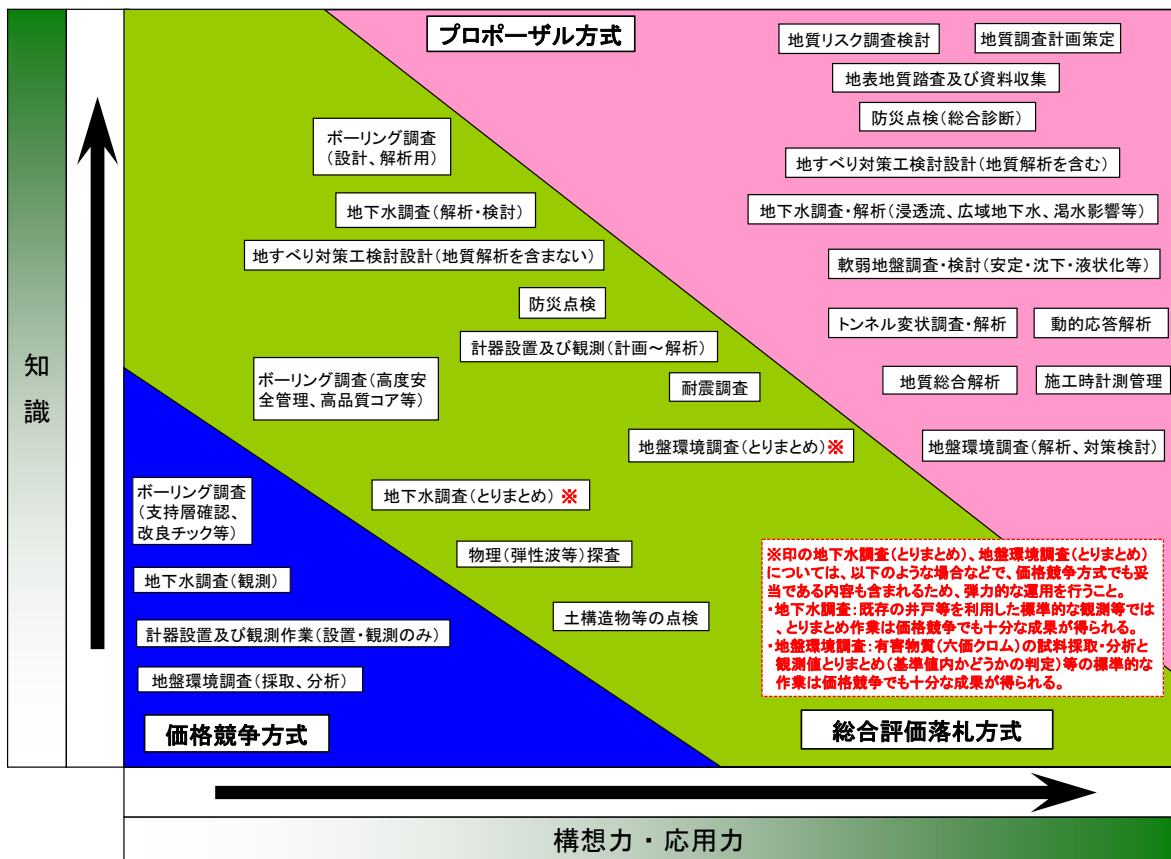 プロポーザル方式
地質リスク調査検討
地質調査計画策定
地表地質踏査及び資料収集
防災点検(総合診断)
ボーリング調査
(設計、解析用)
地すべり対策工検討設計(地質解析を含む)
地下水調査(解析・検討)
地下水調査・解析(浸透流、広域地下水、渇水影響等)
地すべり対策工検討設計(地質解析を含まない)
軟弱地盤調査・検討(安定・沈下・液状化等)
防災点検
トンネル変状調査・解析
動的応答解析
計器設置及び観測(計画～解析)
知
識
ボーリング調査(高度安
全管理、高品質コア等)
耐震調査
地質総合解析
施工時計測管理
地盤環境調査(とりまとめ)※
地盤環境調査(解析、対策検討)
ボーリング調査
(支持層確認、
改良チック等)
地下水調査(とりまとめ)※
物理(弾性波等)探査
地下水調査(観測)
土構造物等の点検
計器設置及び観測作業(設置・観測のみ)
地盤環境調査(採取、分析)
※印の地下水調査(とりまとめ)、地盤環境調査(とりまとめ)
については、以下のような場合などで、価格競争方式でも妥
当である内容も含まれるため、弾力的な運用を行うこと。
・地下水調査:既存の井戸等を利用した標準的な観測等では
、とりまとめ作業は価格競争でも十分な成果が得られる。
・地盤環境調査:有害物質(六価クロム)の試料採取・分析と
観測値とりまとめ(基準値内かどうかの判定)等の標準的な
作業は価格競争でも十分な成果が得られる。
価格競争方式
総合評価落札方式
構想力・応用力